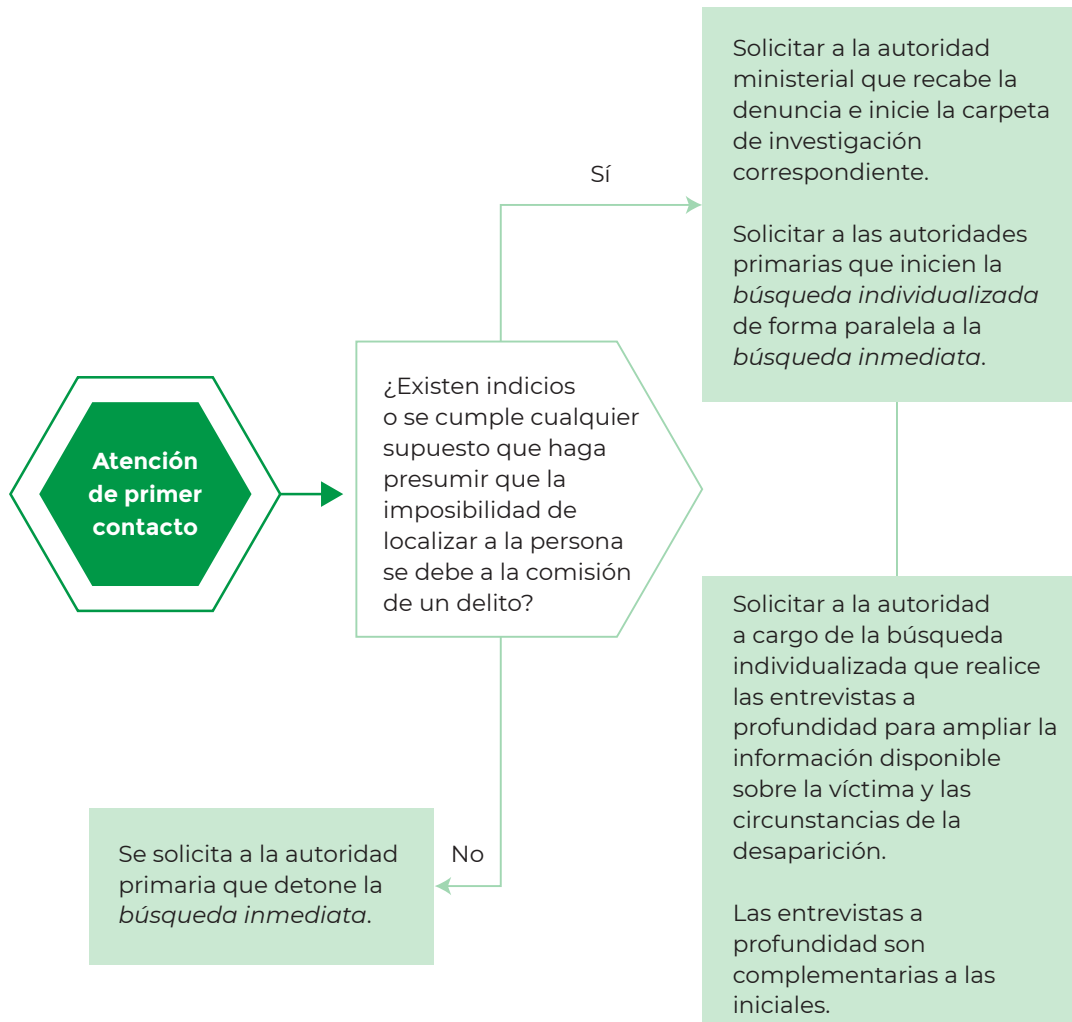 Atención
de primer
contacto
¿Existen indicios
o se cumple cualquier
supuesto que haga
presumir que la
imposibilidad de
localizar a la persona
se debe a la comisión
de un delito?
Sí
Solicitar a la autoridad
ministerial que recabe la
denuncia e inicie la carpeta
de investigación
correspondiente.
Solicitar a las autoridades
primarias que inicien la
búsqueda individualizada
de forma paralela a la
búsqueda inmediata.
Solicitar a la autoridad
a cargo de la búsqueda
individualizada que realice
las entrevistas a
profundidad para ampliar la
información disponible
sobre la víctima y las
circunstancias de la
desaparición.
Las entrevistas a
profundidad son
complementarias a las
iniciales.
No
Se solicita a la autoridad
primaria que detone la
búsqueda inmediata.